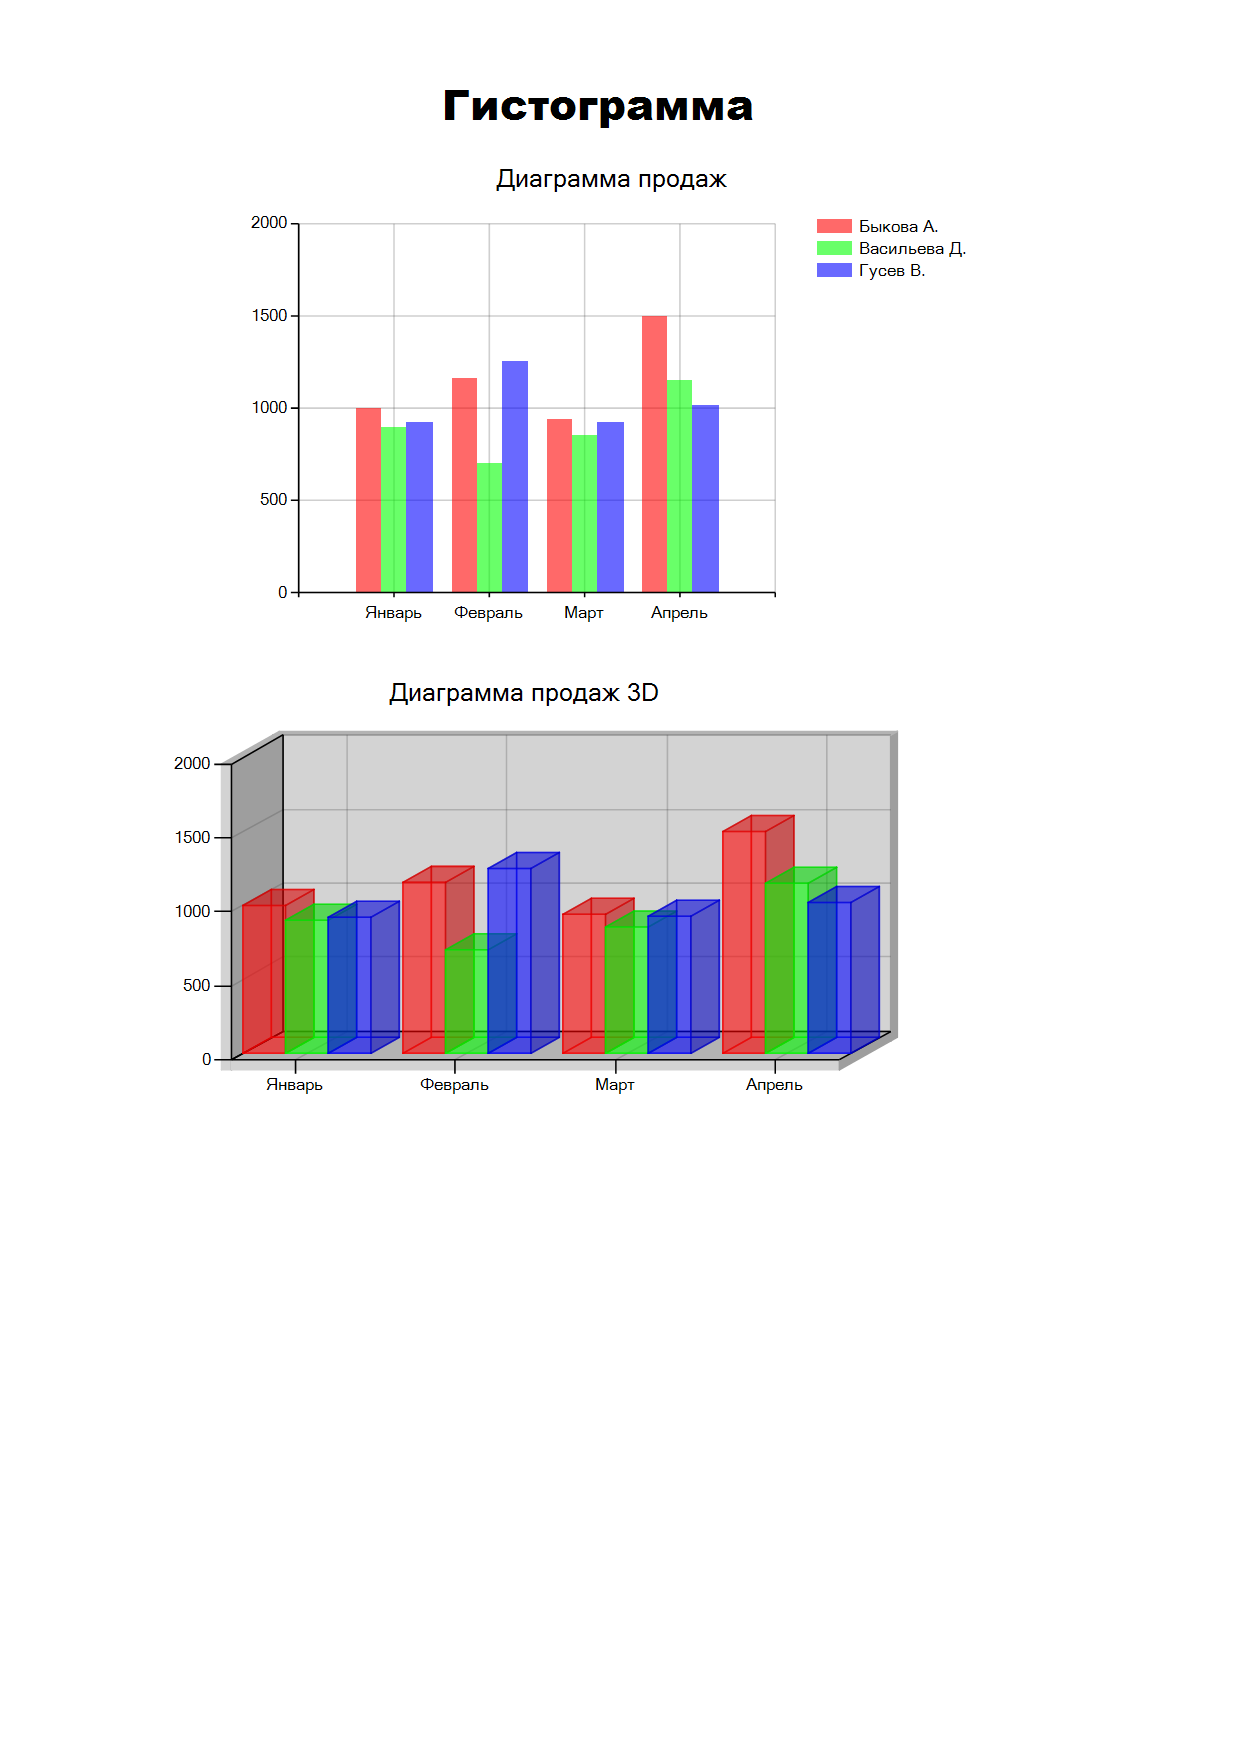 Гистограмма
Диаграмма продаж
2000
1500
1000
500
0
Январь Февраль Март Апрель
Быкова А.
Васильева Д.
Гусев В.
Диаграмма продаж 3D
2000
1500
1000
500
0
Январь Февраль Март Апрель